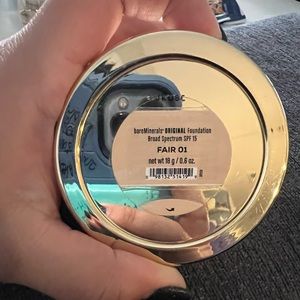 bareMinerals® ORIGINAL Foundation
Broad Spectrum SPF 15
FAIR 01
net wt 18 g / 0.6 oz.